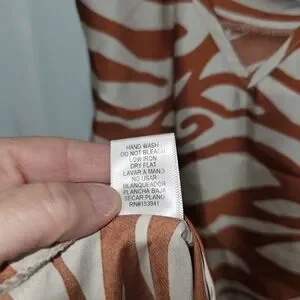 HAND WASH
DO NOT BLEACH
LOW IRON
DRY FLAT
LAVAR A MANO
NO USAR
BLANQUEADOR
PLANCHA BAJA
SECAR PLANO
RN#153941